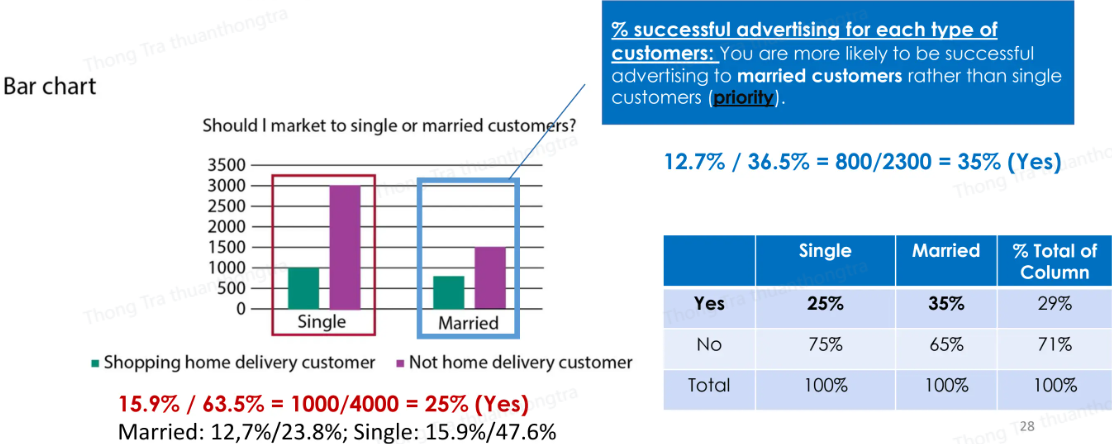 % successful advertising for each type of
customers: You are more likely to be successful
advertising to married customers rather than single
customers (priority).
Bar chart
Should I market to single or married customers?
3500
3000
2500
2000
1500
1000
500
0
Single
Married
Shopping home delivery customer
Not home delivery customer
15.9% / 63.5% = 1000/4000 = 25% (Yes)
Married: 12,7%/23.8%; Single: 15.9%/47.6%
12.7% / 36.5% = 800/2300 = 35% (Yes)
Single Married % Total of
Column
Yes 25% 35% 29%
No 75% 65% 71%
Total 100% 100% 100%
28
Thong Tra thuanthongtra